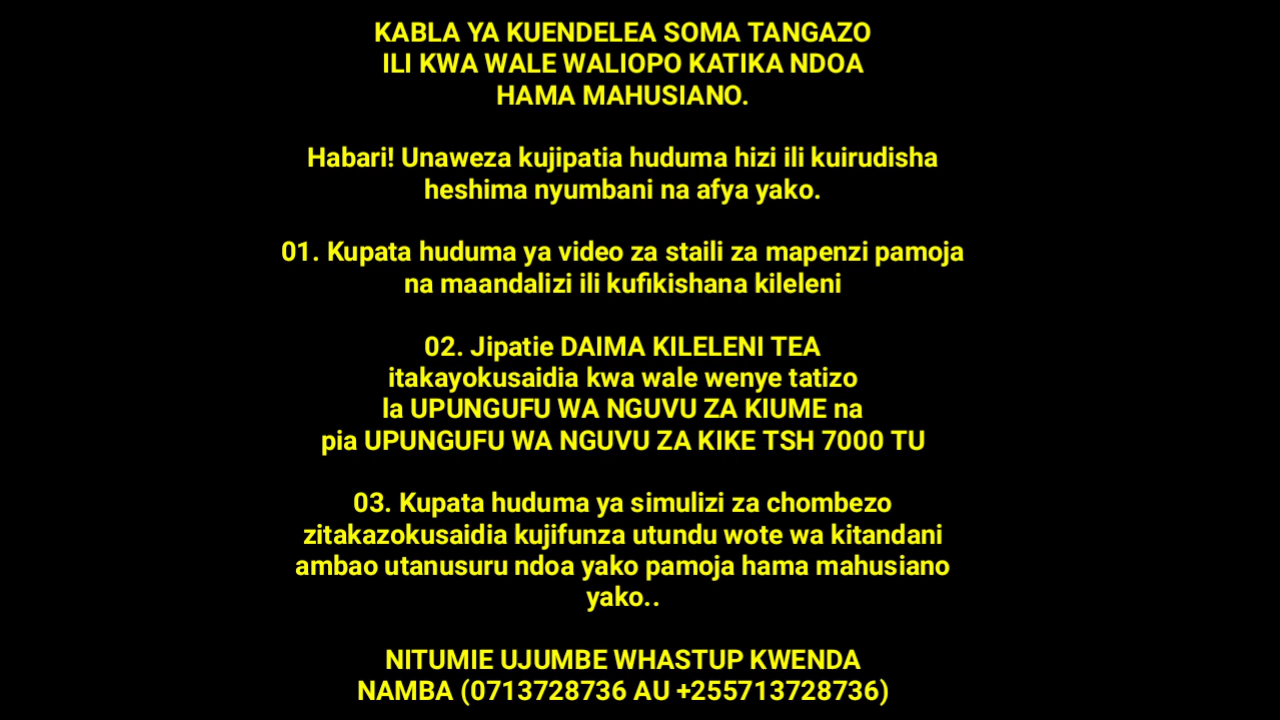 KABLA YA KUENDELEA SOMA TANGAZO
ILI KWA WALE WALIOPO KATIKA NDOA
HAMA MAHUSIANO.
Habari! Unaweza kujipatia huduma hizi ili kuirudisha
heshima nyumbani na afya yako.
01. Kupata huduma ya video za staili za mapenzi pamoja
na maandalizi ili kufikishana kileleni
02. Jipatie DAIMA KILELENI TEA
itakayokusaidia kwa wale wenye tatizo
la UPUNGUFU WA NGUVU ZA KIUME na
pia UPUNGUFU WA NGUVU ZA KIKE TSH 7000 TU
03. Kupata huduma ya simulizi za chombezo
zitakazokusaidia kujifunza utundu wote wa kitandani
ambao utanusuru ndoa yako pamoja hama mahusiano
yako..
NITUMIE UJUMBE WHASTUP KWENDA
NAMBA (0713728736 AU +255713728736)